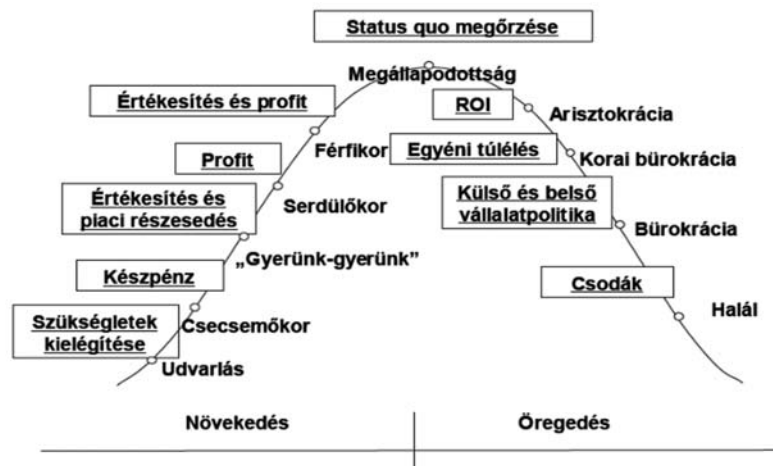 Status quo megőrzése
Megállapodottság
Értékesítés és profit
ROI
Arisztokrácia
Férfikor
Egyéni túlélés
Korai bürokrácia
Profit
Serdülőkor
Értékesítés és
piaci részesedés
Külső és belső
vállalatpolitika
Bürokrácia
„Gyerünk-gyerünk”
Készpénz
Csodák
Csecsemőkor
Halál
Szükségletek
kielégítése
Udvarlás
Növekedés
Öregedés